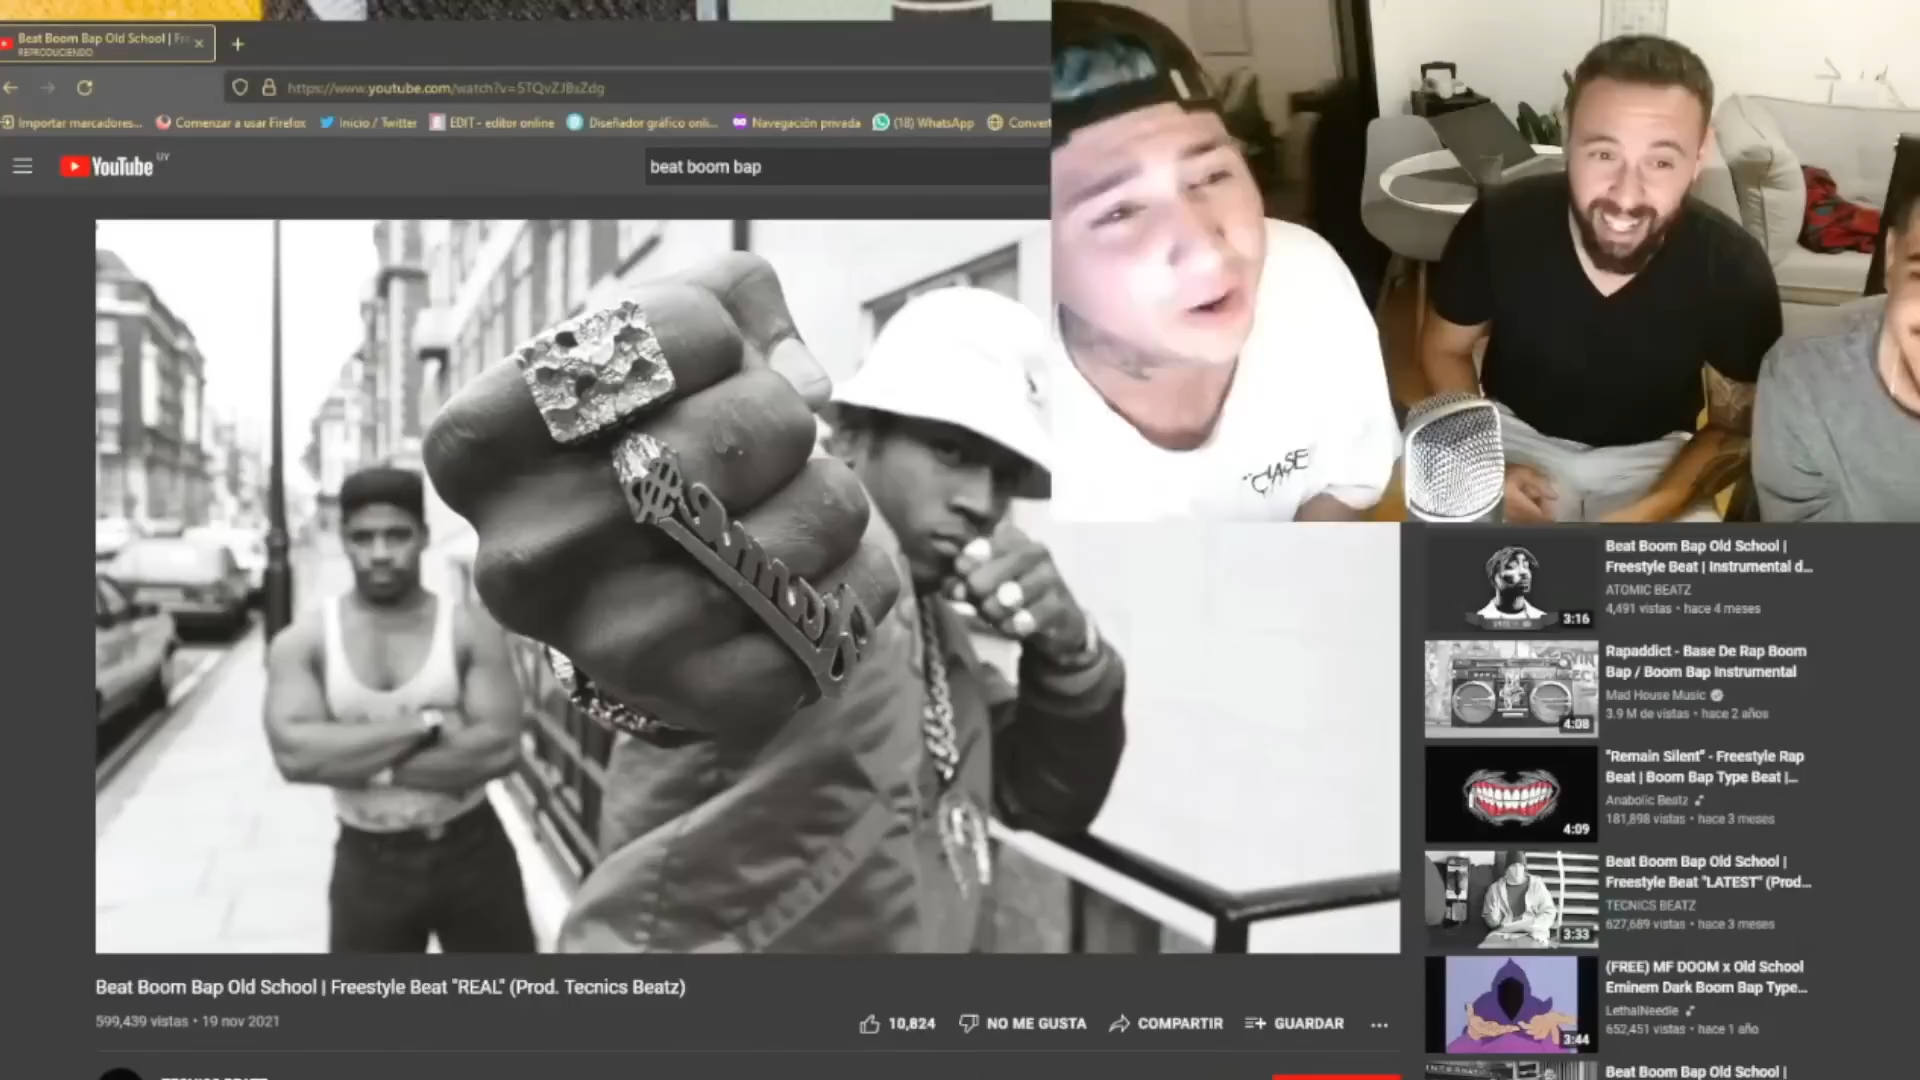 Beat Boom Bap Old School | Fre
REPRODUCIENDO
https://www.youtube.com/watch?v=5TQvZJBxZdg
Importar marcadores...
Comenzar a usar Firefox
Inicio / Twitter
EDIT - editor online
Diseñador gráfico onli...
Navegación privada
(18) WhatsApp
Convert
YouTube UY
beat boom bap
"CHASE"
Beat Boom Bap Old School |
Freestyle Beat | Instrumental d...
ATOMIC BEATZ
4,491 vistas • hace 4 meses
3:16
Rapaddict - Base De Rap Boom
Bap / Boom Bap Instrumental
Mad House Music
3.9 M de vistas • hace 2 años
4:08
"Remain Silent" - Freestyle Rap
Beat | Boom Bap Type Beat |...
Anabolic Beatz
181,898 vistas • hace 3 meses
4:09
Beat Boom Bap Old School |
Freestyle Beat "LATEST" (Prod...
TECNICS BEATZ
627,689 vistas • hace 3 meses
3:33
(FREE) MF DOOM x Old School
Eminem Dark Boom Bap Type...
LethalNeedle
652,451 vistas • hace 1 año
3:44
Beat Boom Bap Old School |
Beat Boom Bap Old School | Freestyle Beat "REAL" (Prod. Tecnics Beatz)
599,439 vistas • 19 nov 2021
10,824
NO ME GUSTA
COMPARTIR
GUARDAR